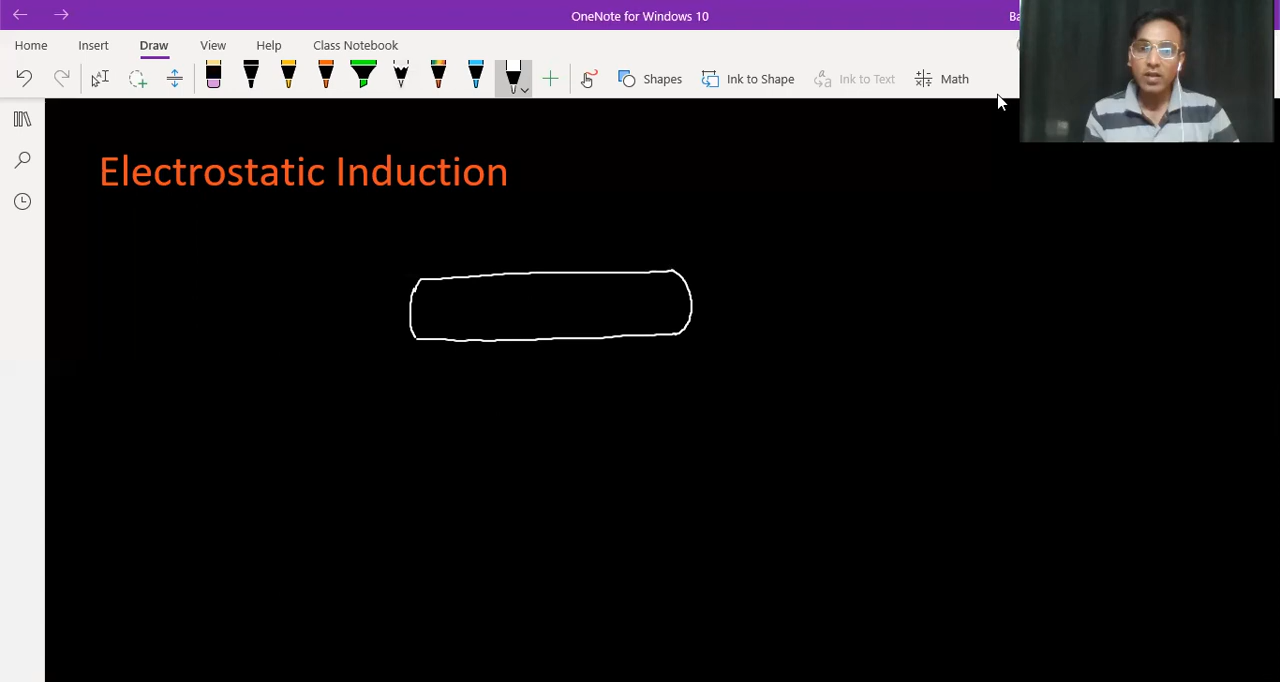 OneNote for Windows 10
Ba
Home Insert Draw View Help Class Notebook
Shapes Ink to Shape Ink to Text Math
Electrostatic Induction